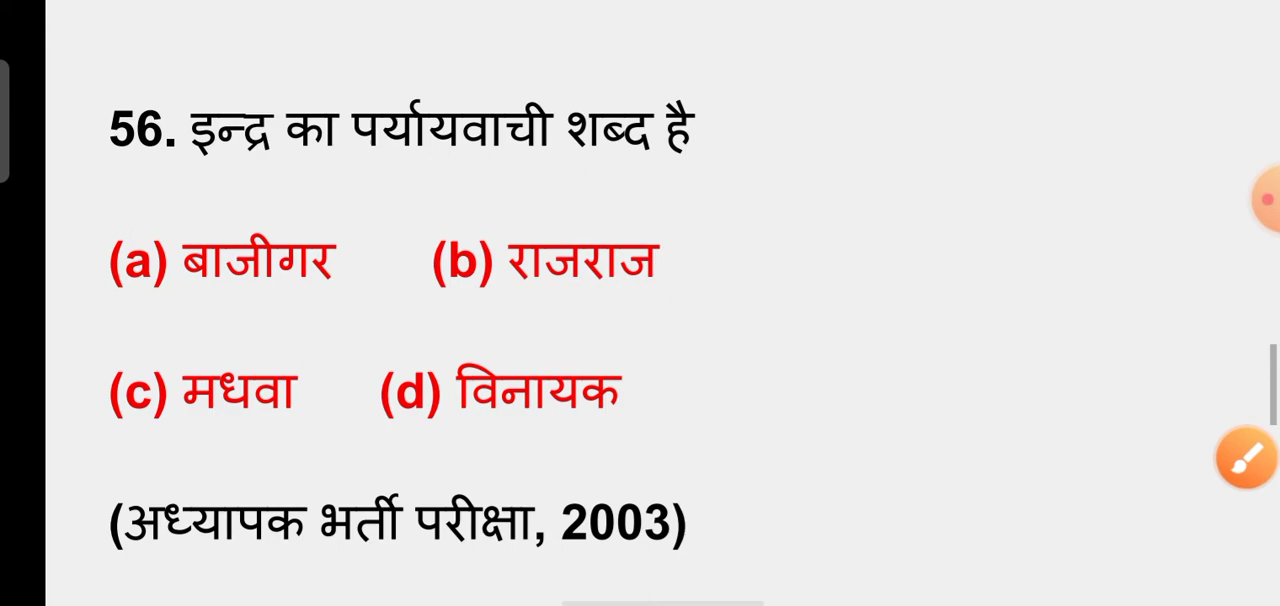 56. इन्द्र का पर्यायवाची शब्द है
(a) बाजीगर (b) राजराज
(c) मधवा (d) विनायक
(अध्यापक भर्ती परीक्षा, 2003)